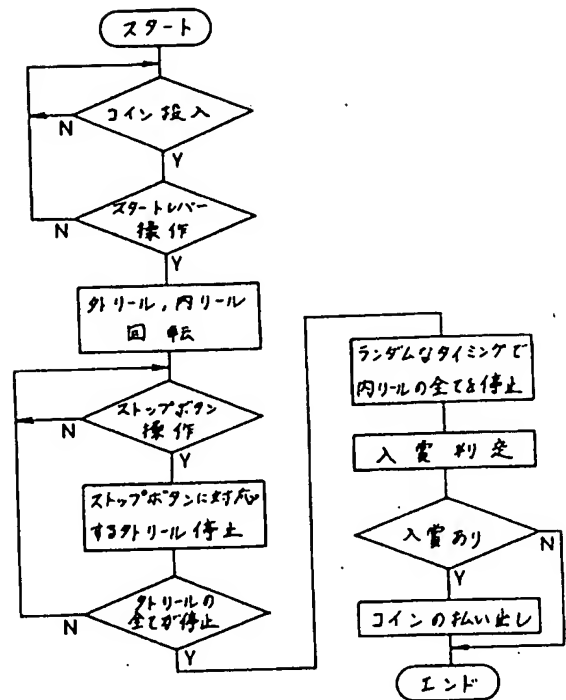 スタート
コイン投入
N
Y
スタートレバー
操作
N
Y
外リール,内リール
回転
ストップボタン
操作
N
Y
ストップボタンに対応
する外リール停止
外リールの
全てが停止
N
Y
ランダムなタイミングで
内リールの全てを停止
入賞判定
入賞あり
N
Y
コインの払い出し
エンド